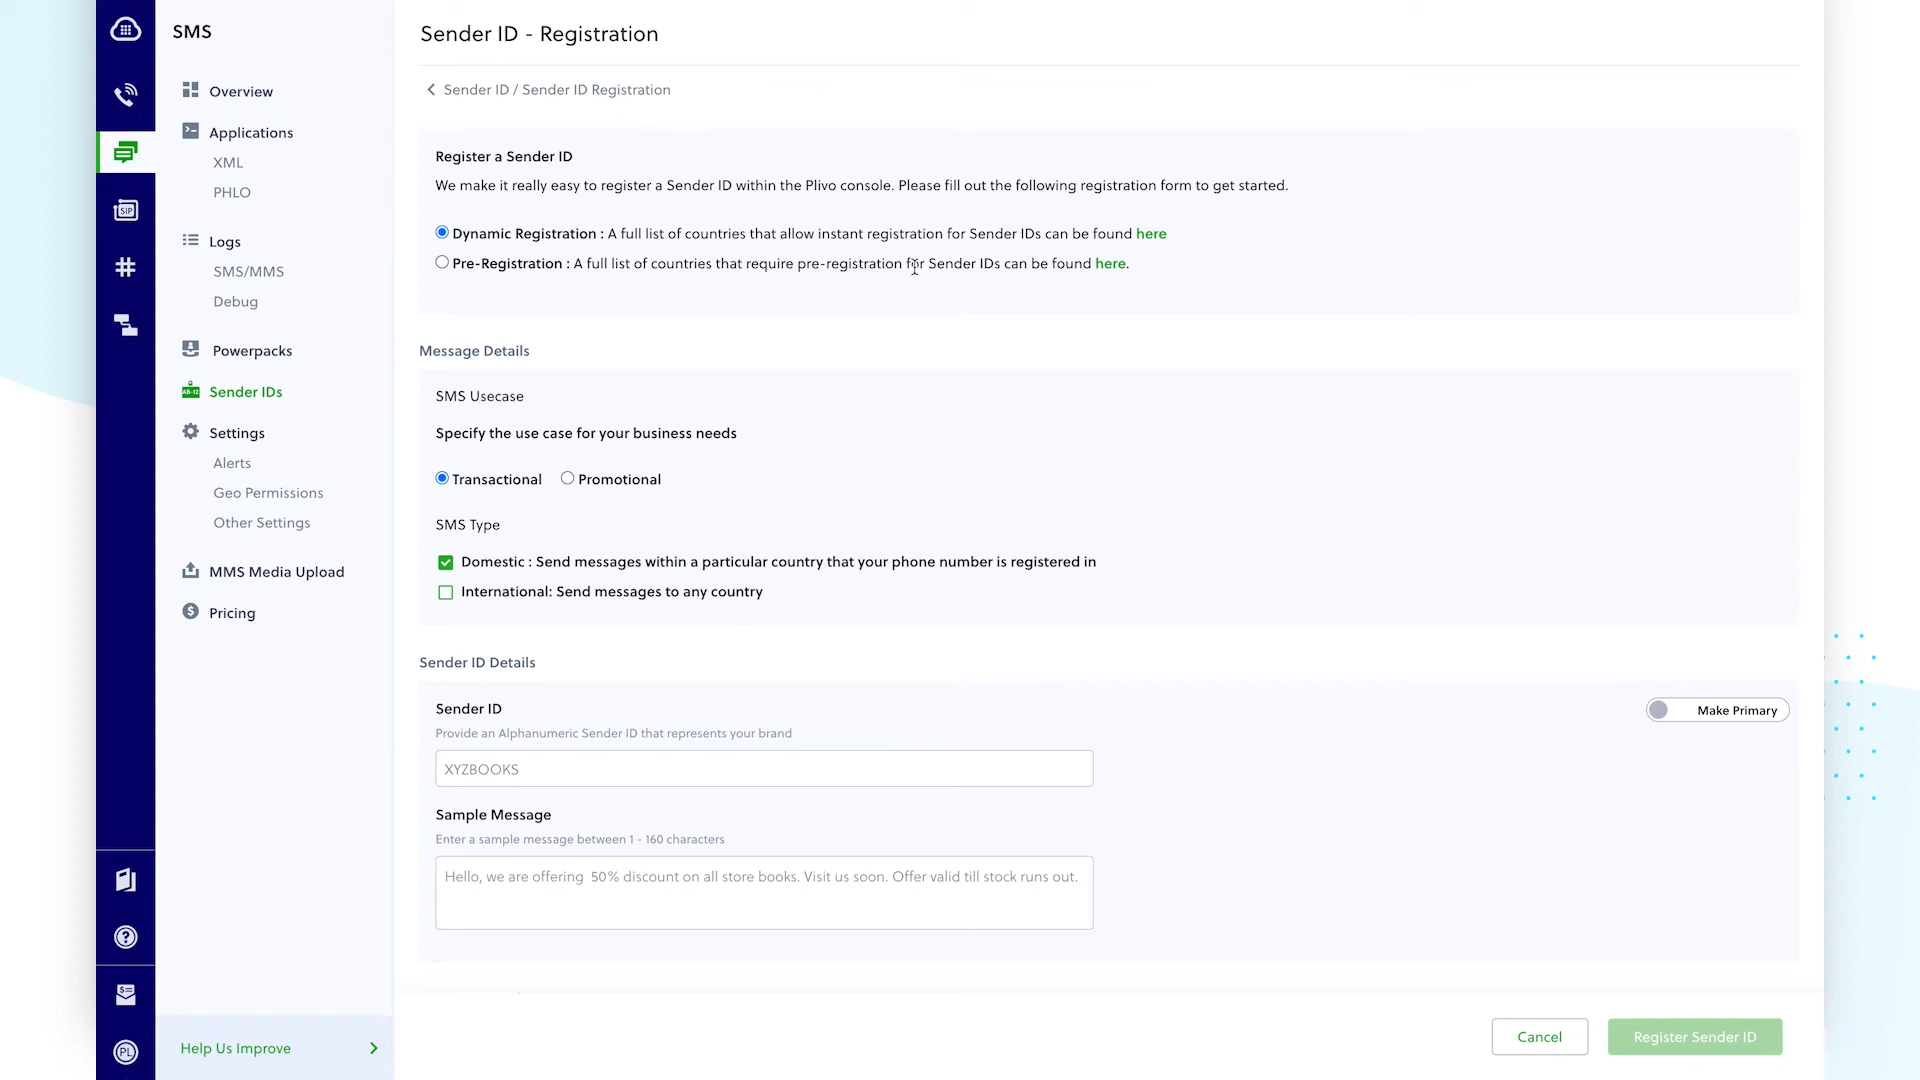 SMS
Overview
Applications
XML
PHLO
Logs
SMS/MMS
Debug
Powerpacks
AB-12
Sender IDs
Settings
Alerts
Geo Permissions
Other Settings
MMS Media Upload
$
Pricing
Help Us Improve
SIP
#
?
$
PL
Sender ID - Registration
Sender ID / Sender ID Registration
Register a Sender ID
We make it really easy to register a Sender ID within the Plivo console. Please fill out the following registration form to get started.
Dynamic Registration : A full list of countries that allow instant registration for Sender IDs can be found here
Pre-Registration : A full list of countries that require pre-registration for Sender IDs can be found here.
Message Details
SMS Usecase
Specify the use case for your business needs
Transactional Promotional
SMS Type
Domestic : Send messages within a particular country that your phone number is registered in
International: Send messages to any country
Sender ID Details
Sender ID
Make Primary
Provide an Alphanumeric Sender ID that represents your brand
XYZBOOKS
Sample Message
Enter a sample message between 1 - 160 characters
Hello, we are offering 50% discount on all store books. Visit us soon. Offer valid till stock runs out.
Cancel
Register Sender ID